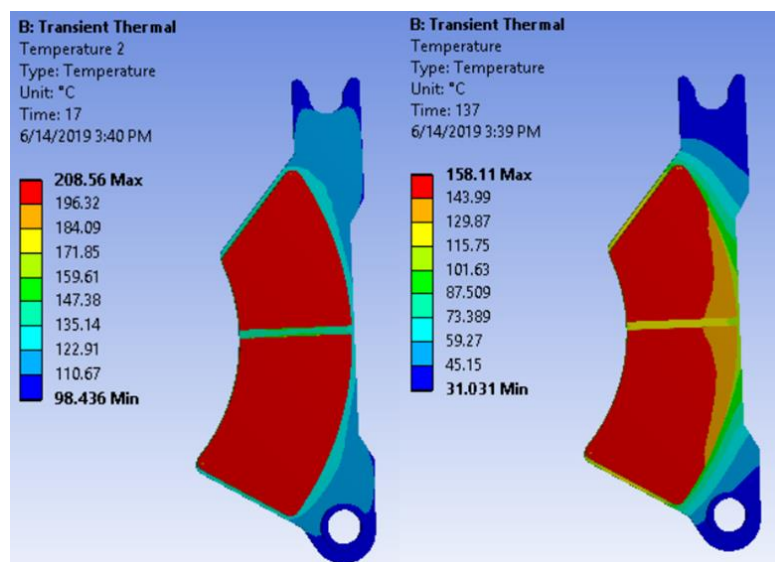 B: Transient Thermal
Temperature 2
Type: Temperature
Unit: °C
Time: 17
6/14/2019 3:40 PM
208.56 Max
196.32
184.09
171.85
159.61
147.38
135.14
122.91
110.67
98.436 Min
B: Transient Thermal
Temperature
Type: Temperature
Unit: °C
Time: 137
6/14/2019 3:39 PM
158.11 Max
143.99
129.87
115.75
101.63
87.509
73.389
59.27
45.15
31.031 Min